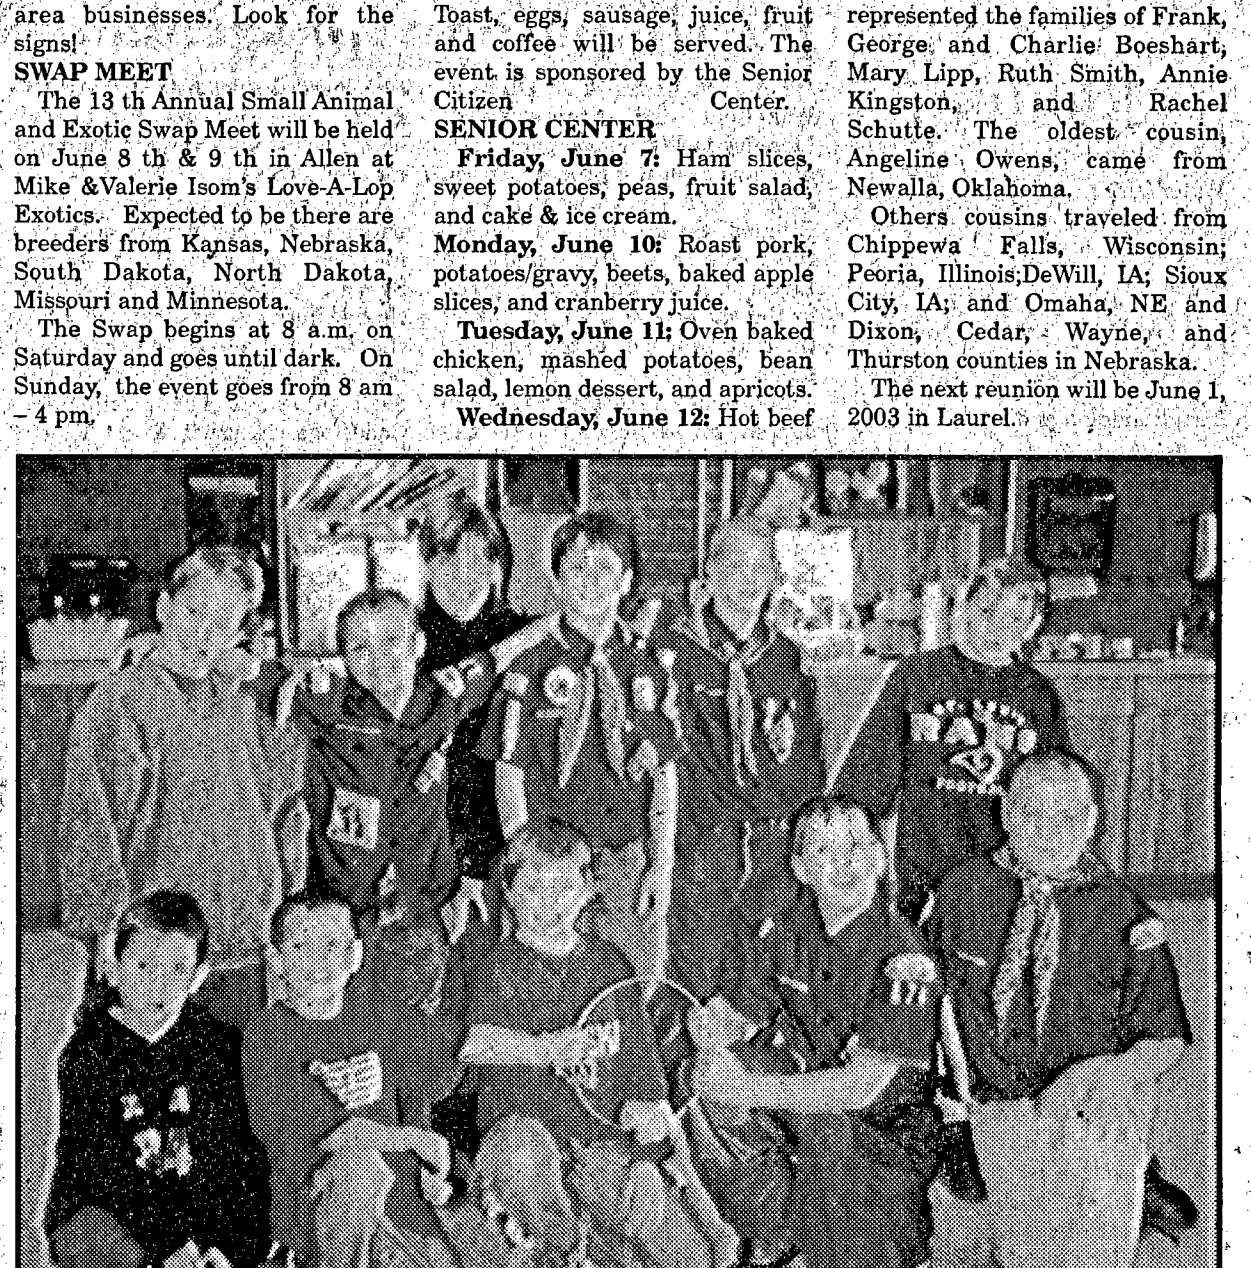 area businesses. Look for the
signs!
SWAP MEET
The 13 th Annual Small Animal
and Exotic Swap Meet will be held
on June 8 th & 9 th in Allen at
Mike &Valerie Isom's Love-A-Lop
Exotics. Expected to be there are
breeders from Kansas, Nebraska,
South Dakota, North Dakota,
Missouri and Minnesota.
The Swap begins at 8 a.m. on
Saturday and goes until dark. On
Sunday, the event goes from 8 am
– 4 pm.
Toast, eggs, sausage, juice, fruit
and coffee will be served. The
event is sponsored by the Senior
Citizen Center.
SENIOR CENTER
Friday, June 7: Ham slices,
sweet potatoes, peas, fruit salad,
and cake & ice cream.
Monday, June 10: Roast pork,
potatoes/gravy, beets, baked apple
slices, and cranberry juice.
Tuesday, June 11: Oven baked
chicken, mashed potatoes, bean
salad, lemon dessert, and apricots.
Wednesday, June 12: Hot beef
represented the families of Frank,
George and Charlie Boeshart,
Mary Lipp, Ruth Smith, Annie
Kingston, and Rachel
Schutte. The oldest cousin,
Angeline Owens, came from
Newalla, Oklahoma.
Others cousins traveled from
Chippewa Falls, Wisconsin;
Peoria, Illinois;DeWill, IA; Sioux
City, IA; and Omaha, NE and
Dixon, Cedar, Wayne, and
Thurston counties in Nebraska.
The next reunion will be June 1,
2003 in Laurel.